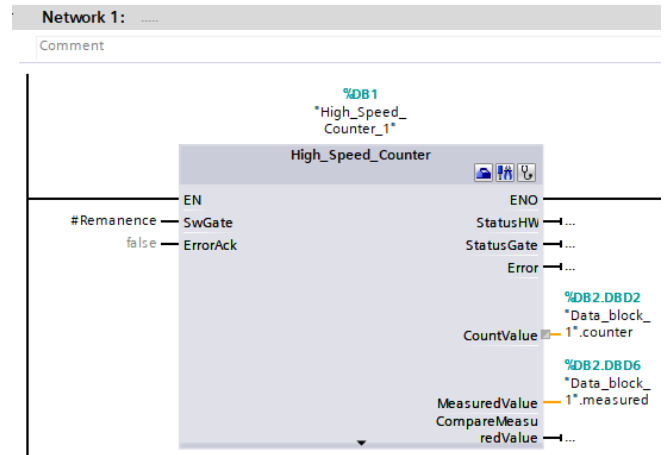 Network 1: .....
Comment
%DB1
"High_Speed_
Counter_1"
High_Speed_Counter
EN
ENO
#Remanence
SwGate
StatusHW
...
false
ErrorAck
StatusGate
...
Error
...
%DB2.DBD2
"Data_block_
CountValue
1".counter
%DB2.DBD6
"Data_block_
MeasuredValue
1".measured
CompareMeasu
redValue
...